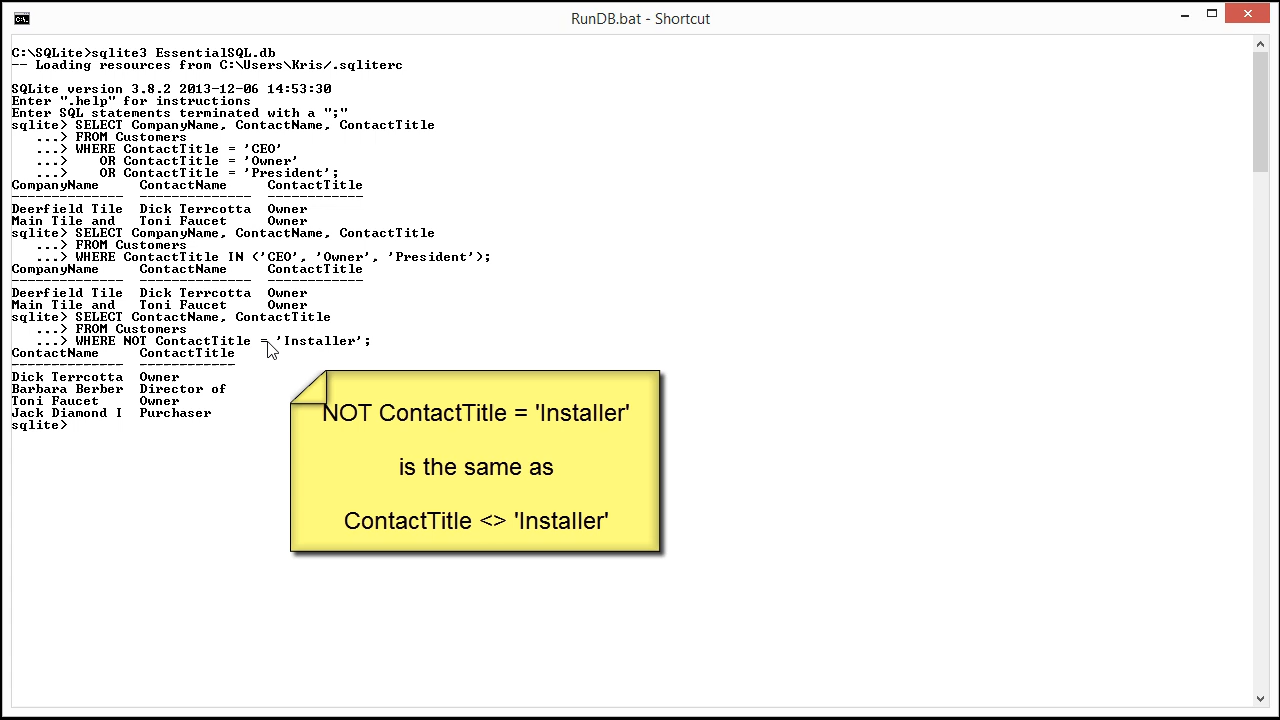 RunDB.bat - Shortcut
C:\SQLite>sqlite3 EssentialSQL.db
-- Loading resources from C:\Users\Kris/.sqliterc
SQLite version 3.8.2 2013-12-06 14:53:30
Enter ".help" for instructions
Enter SQL statements terminated with a ";"
sqlite> SELECT CompanyName, ContactName, ContactTitle
...> FROM Customers
...> WHERE ContactTitle = 'CEO'
...>    OR ContactTitle = 'Owner'
...>    OR ContactTitle = 'President';
CompanyName     ContactName     ContactTitle
--------------  --------------  ------------
Deerfield Tile  Dick Terrcotta  Owner
Main Tile and   Toni Faucet     Owner
sqlite> SELECT CompanyName, ContactName, ContactTitle
...> FROM Customers
...> WHERE ContactTitle IN ('CEO', 'Owner', 'President');
CompanyName     ContactName     ContactTitle
--------------  --------------  ------------
Deerfield Tile  Dick Terrcotta  Owner
Main Tile and   Toni Faucet     Owner
sqlite> SELECT ContactName, ContactTitle
...> FROM Customers
...> WHERE NOT ContactTitle = 'Installer';
ContactName     ContactTitle
--------------  ------------
Dick Terrcotta  Owner
Barbara Berber  Director of
Toni Faucet     Owner
Jack Diamond I  Purchaser
sqlite>
NOT ContactTitle = 'Installer'
is the same as
ContactTitle <> 'Installer'